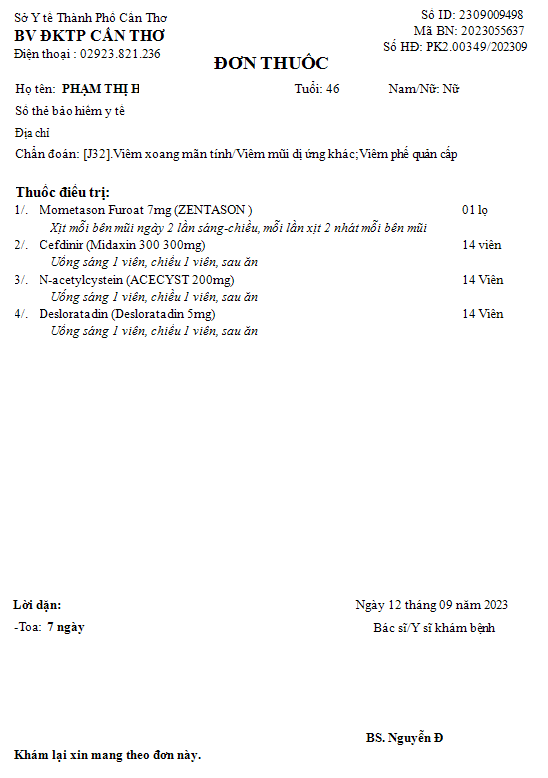 Sở Y tế Thành Phố Cần Thơ
BV ĐKTP CẦN THƠ
Điện thoại : 02923.821.236
Số ID: 2309009498
Mã BN: 2023055637
Số HĐ: PK2.00349/202309
ĐƠN THUỐC
Họ tên: PHẠM THỊ H Tuổi: 46 Nam/Nữ: Nữ
Số thẻ bảo hiểm y tế
Địa chỉ
Chẩn đoán: [J32].Viêm xoang mãn tính/Viêm mũi dị ứng khác;Viêm phế quản cấp
Thuốc điều trị:
1/. Mometason Furoat 7mg (ZENTASON ) 01 lọ
Xịt mỗi bên mũi ngày 2 lần sáng-chiều, mỗi lần xịt 2 nhát mỗi bên mũi
2/. Cefdinir (Midaxin 300 300mg) 14 viên
Uống sáng 1 viên, chiều 1 viên, sau ăn
3/. N-acetylcystein (ACECYST 200mg) 14 Viên
Uống sáng 1 viên, chiều 1 viên, sau ăn
4/. Desloratadin (Desloratadin 5mg) 14 Viên
Uống sáng 1 viên, chiều 1 viên, sau ăn
Lời dặn:
-Toa: 7 ngày
Ngày 12 tháng 09 năm 2023
Bác sĩ/Y sĩ khám bệnh
BS. Nguyễn Đ
Khám lại xin mang theo đơn này.